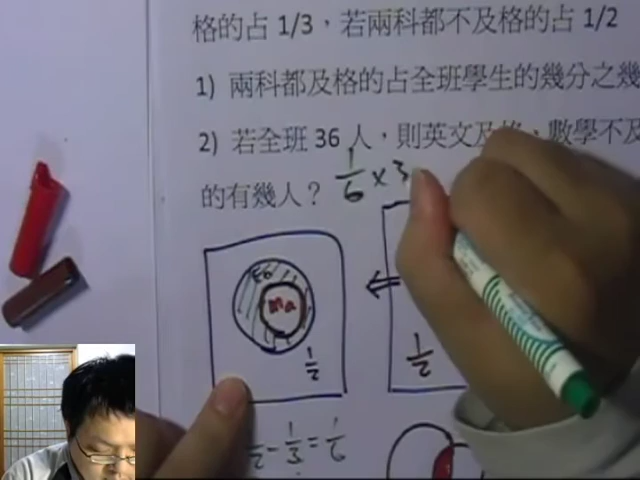 格的占 1/3，若兩科都不及格的占 1/2
1) 兩科都及格的占全班學生的幾分之幾
2) 若全班 36 人，則英文及格、數學不及
的有幾人？ 1/6 × 3
EG
Ma
1/2
1/2
1/2 - 1/3 = 1/6